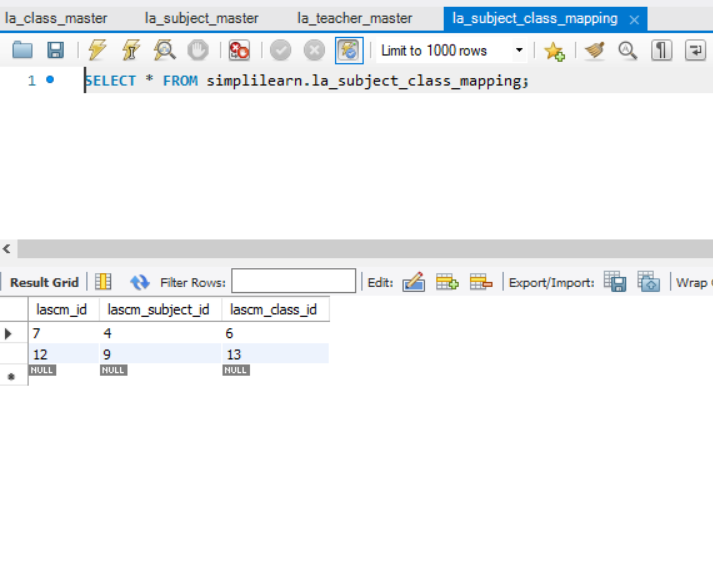 la_class_master la_subject_master la_teacher_master la_subject_class_mapping
Limit to 1000 rows
1 SELECT * FROM simplilearn.la_subject_class_mapping;
Result Grid Filter Rows: Edit: Export/Import: Wrap
lascm_id lascm_subject_id lascm_class_id
7 4 6
12 9 13
NULL NULL NULL